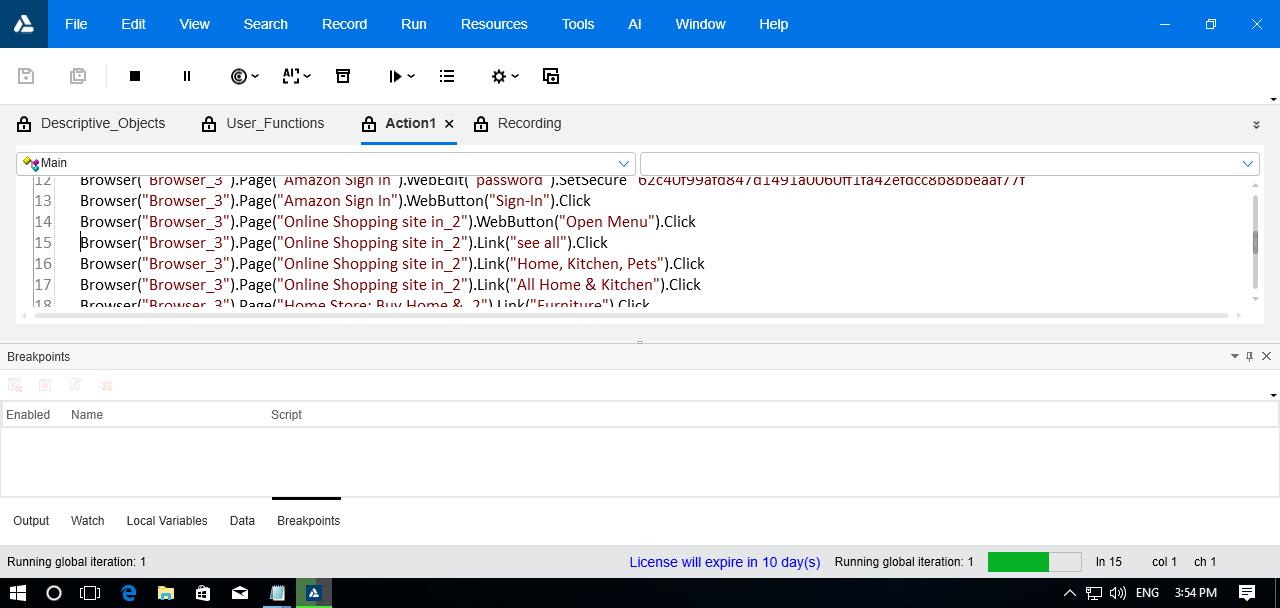 File Edit View Search Record Run Resources Tools AI Window Help
Descriptive_Objects User_Functions Action1 Recording
Main
12 Browser("Browser_3").Page("Amazon Sign In").WebEdit("password").SetSecure "62c40f99afd847d1491a0060ff1fa42efdcc8b8bbeaaf77f
13 Browser("Browser_3").Page("Amazon Sign In").WebButton("Sign-In").Click
14 Browser("Browser_3").Page("Online Shopping site in_2").WebButton("Open Menu").Click
15 Browser("Browser_3").Page("Online Shopping site in_2").Link("see all").Click
16 Browser("Browser_3").Page("Online Shopping site in_2").Link("Home, Kitchen, Pets").Click
17 Browser("Browser_3").Page("Online Shopping site in_2").Link("All Home & Kitchen").Click
18 Browser("Browser_3").Page("Home Store: Buy Home &_2").Link("Furniture").Click
Breakpoints
Enabled Name Script
Output Watch Local Variables Data Breakpoints
Running global iteration: 1 License will expire in 10 day(s) Running global iteration: 1 ln 15 col 1 ch 1
ENG 3:54 PM